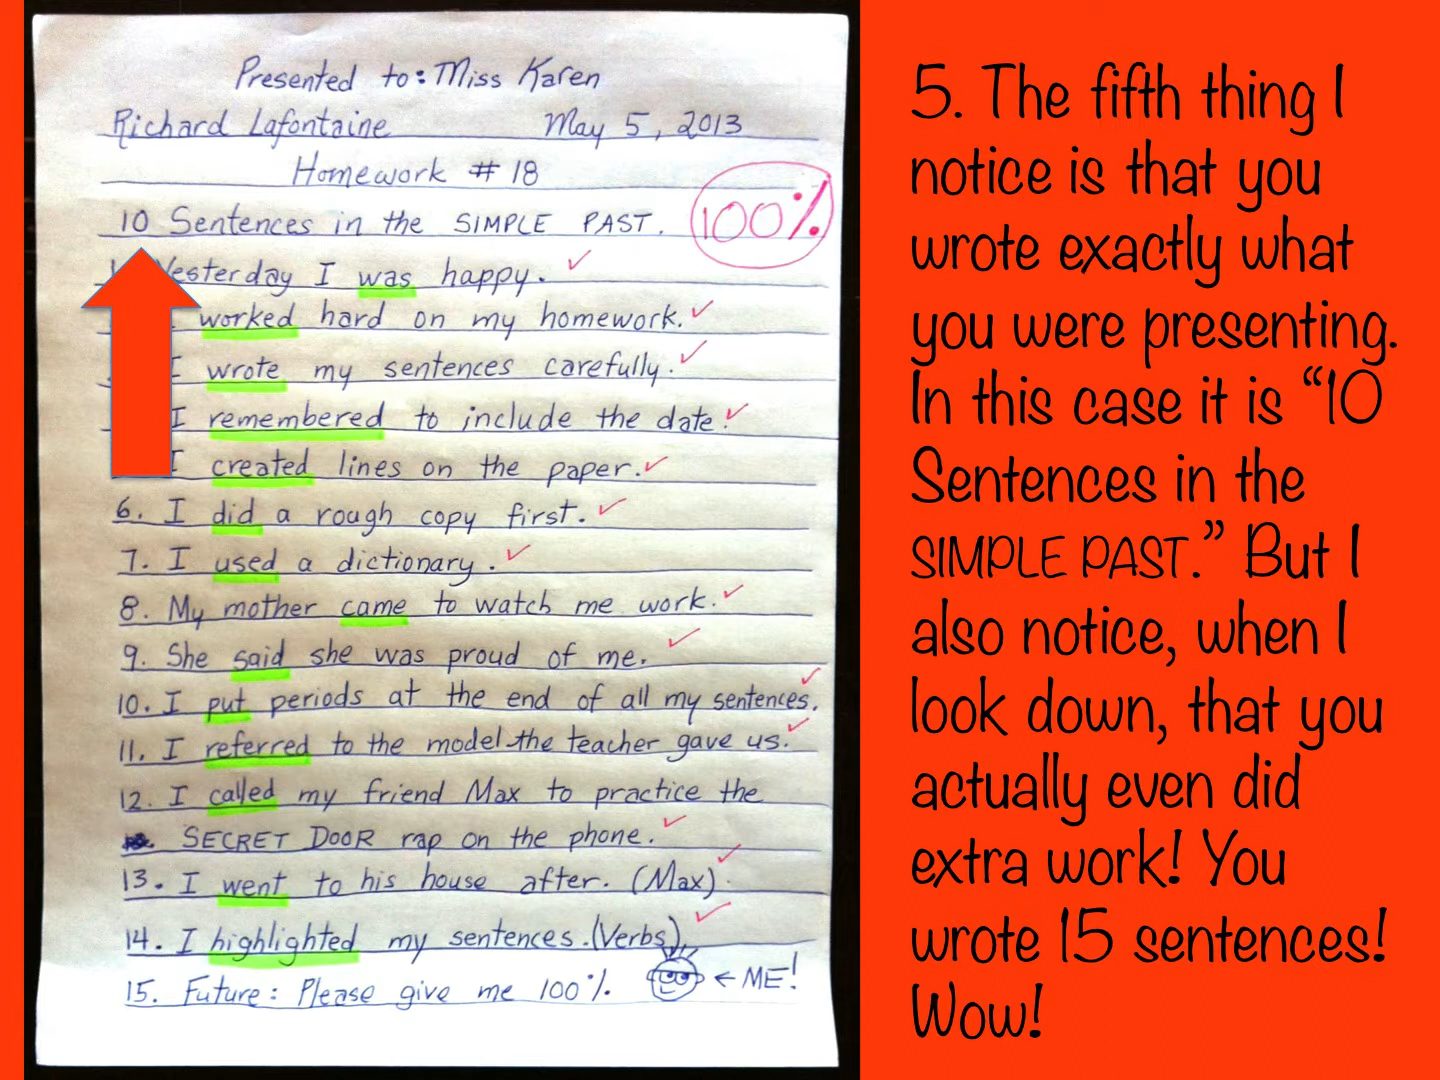 Presented to: Miss Karen
Richard Lafontaine May 5, 2013
Homework # 18
10 Sentences in the SIMPLE PAST. 100%
Yesterday I was happy.
worked hard on my homework.
I wrote my sentences carefully.
I remembered to include the date.
I created lines on the paper.
6. I did a rough copy first.
7. I used a dictionary.
8. My mother came to watch me work.
9. She said she was proud of me.
10. I put periods at the end of all my sentences.
11. I referred to the model the teacher gave us.
12. I called my friend Max to practice the
SECRET DOOR rap on the phone.
13. I went to his house after. (Max)
14. I highlighted my sentences. (Verbs)
15. Future: Please give me 100% ← ME!
5. The fifth thing I
notice is that you
wrote exactly what
you were presenting.
In this case it is “10
Sentences in the
SIMPLE PAST.” But I
also notice, when I
look down, that you
actually even did
extra work! You
wrote 15 sentences!
Wow!